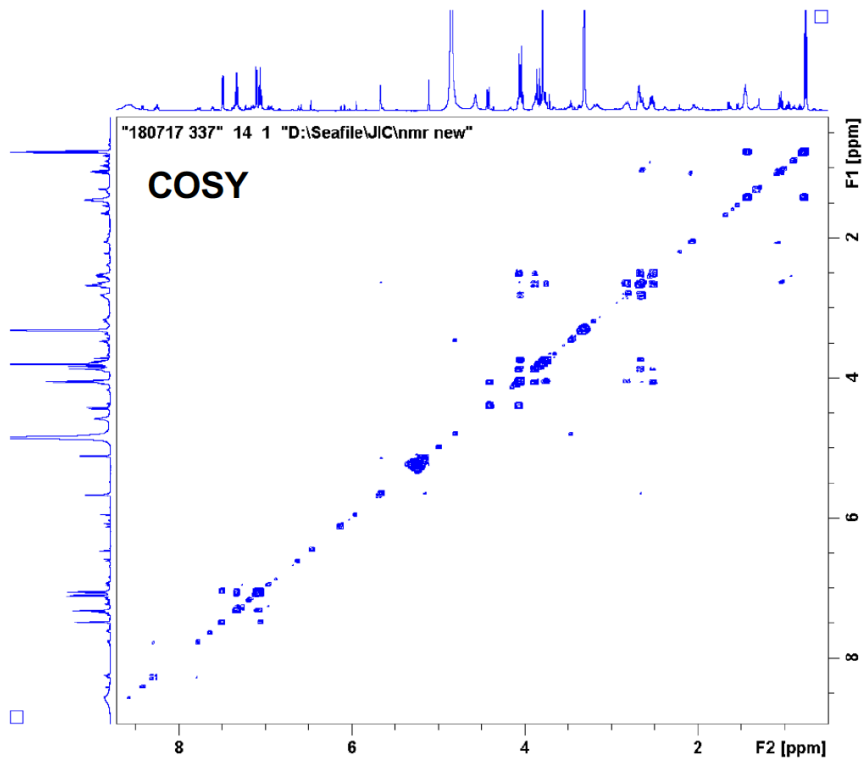 "180717 337" 14 1 "D:\Seafile\JIC\nmr new"
COSY
F1 [ppm]
2
4
6
8
8 6 4 2 F2 [ppm]